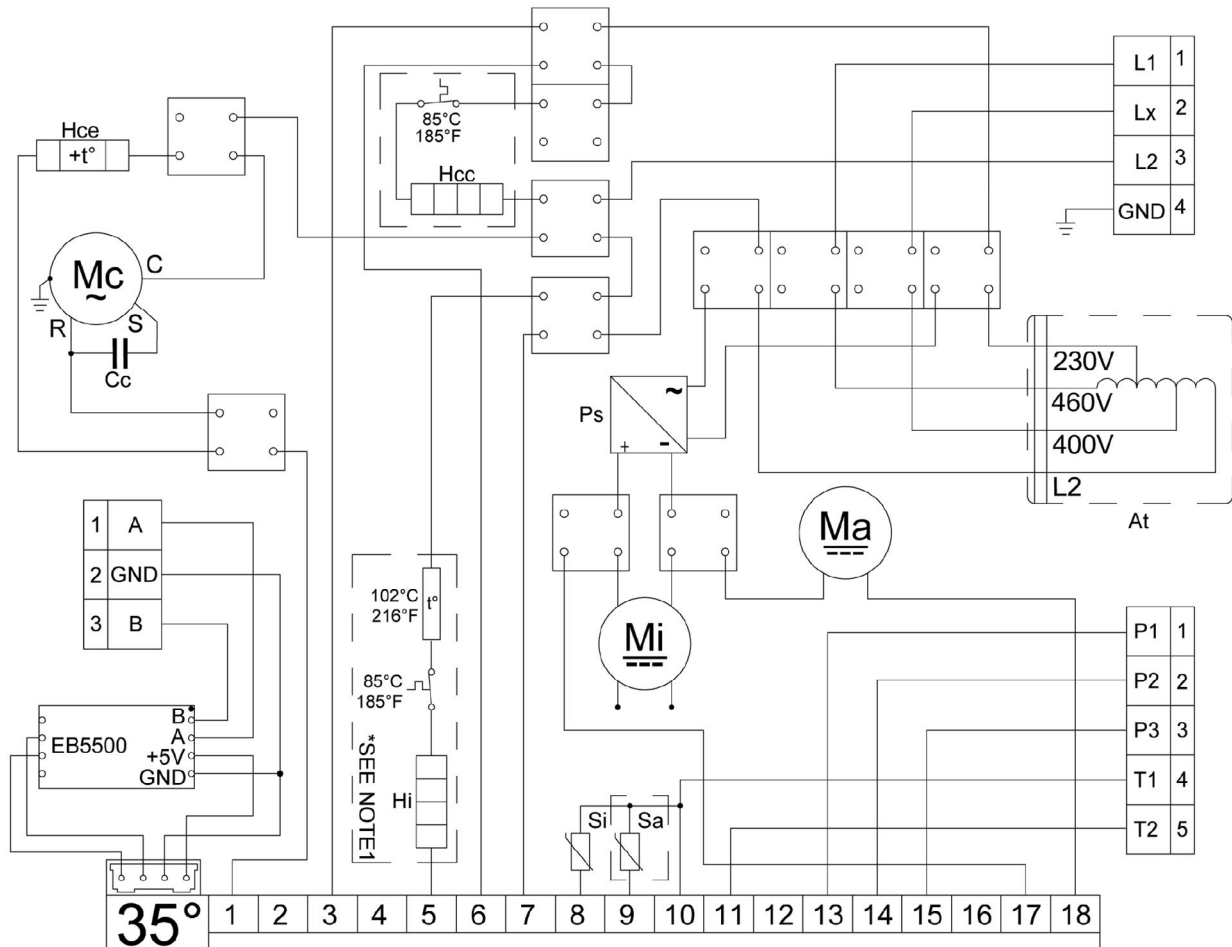 L1 1
Lx 2
L2 3
GND 4
Hce
+t°
85°C
185°F
Hcc
Mc
~
C
R
S
Cc
230V
460V
400V
L2
At
Ps
~
+ -
Ma
Mi
1 A
2 GND
3 B
EB5500
B
A
+5V
GND
102°C
216°F
t°
85°C
185°F
*SEE NOTE1
Hi
Si
Sa
P1 1
P2 2
P3 3
T1 4
T2 5
35° 1 2 3 4 5 6 7 8 9 10 11 12 13 14 15 16 17 18